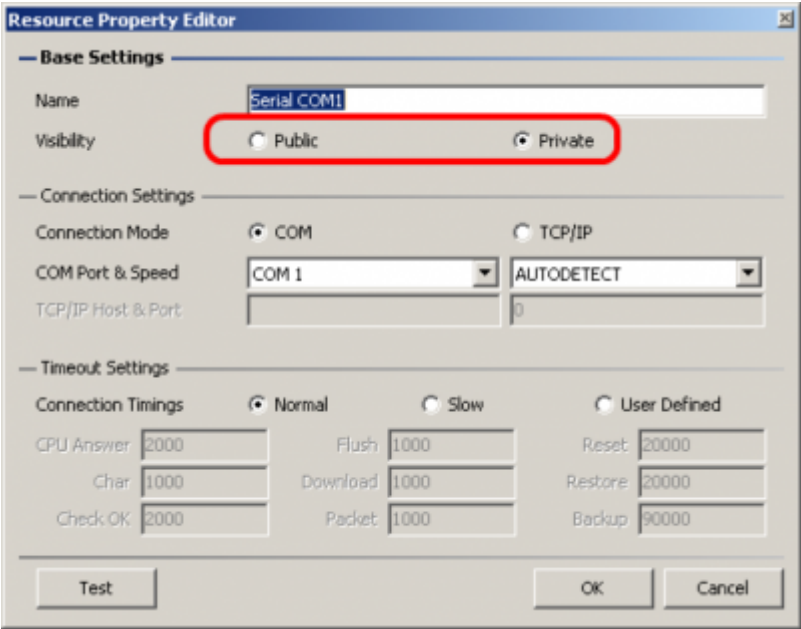 Resource Property Editor
Base Settings
Name Serial COM1
Visibility Public Private
Connection Settings
Connection Mode COM TCP/IP
COM Port & Speed COM 1 AUTODETECT
TCP/IP Host & Port 0
Timeout Settings
Connection Timings Normal Slow User Defined
CPU Answer 2000 Flush 1000 Reset 20000
Char 1000 Download 1000 Restore 20000
Check OK 2000 Packet 1000 Backup 90000
Test OK Cancel